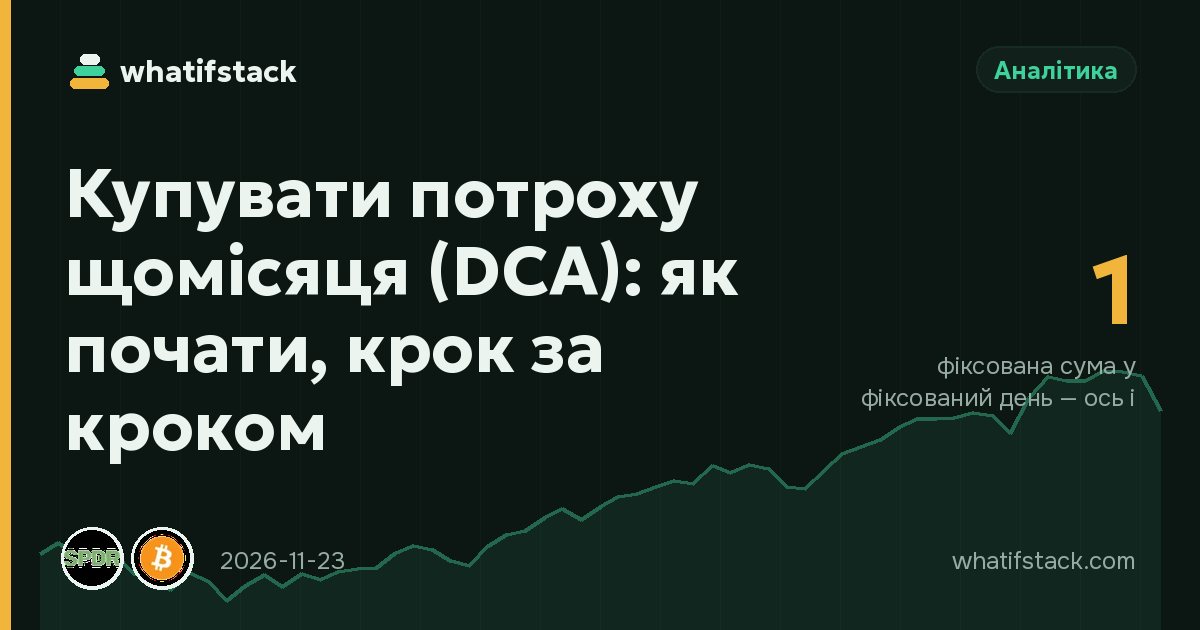 whatifstack
Аналітика
Купувати потроху
щомісяця (DCA): як
почати, крок за
кроком
1
фіксована сума у
фіксований день — ось і
SPDR
2026-11-23
whatifstack.com